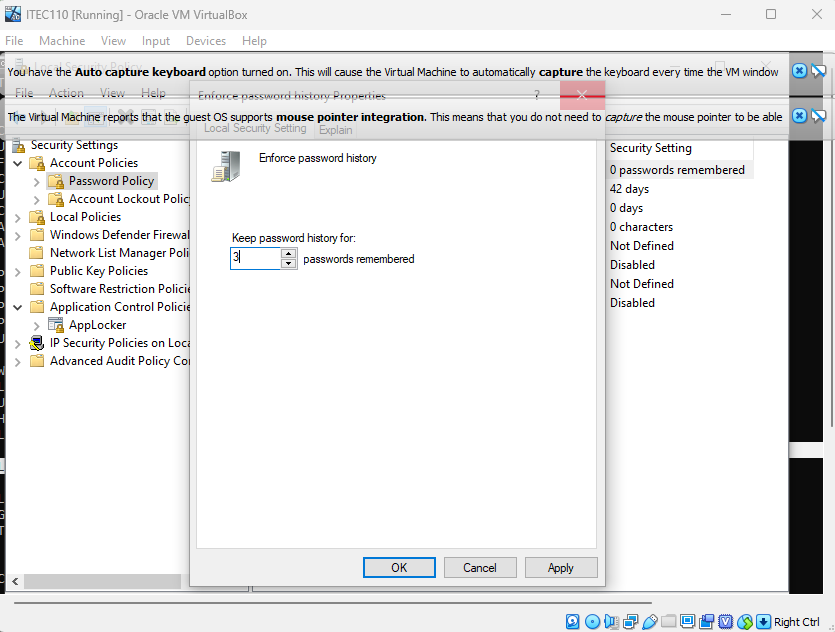 ITEC110 [Running] - Oracle VM VirtualBox
File Machine View Input Devices Help
Local Security Policy
You have the Auto capture keyboard option turned on. This will cause the Virtual Machine to automatically capture the keyboard every time the VM window
File Action View Help
Enforce password history Properties ?
The Virtual Machine reports that the guest OS supports mouse pointer integration. This means that you do not need to capture the mouse pointer to be able
Local Security Setting Explain
Security Settings
Account Policies
Password Policy
Account Lockout Polic
Local Policies
Windows Defender Firewal
Network List Manager Poli
Public Key Policies
Software Restriction Policie
Application Control Policie
AppLocker
IP Security Policies on Loca
Advanced Audit Policy Con
Enforce password history
Keep password history for:
3 passwords remembered
OK Cancel Apply
Security Setting
0 passwords remembered
42 days
0 days
0 characters
Not Defined
Disabled
Not Defined
Disabled
Right Ctrl